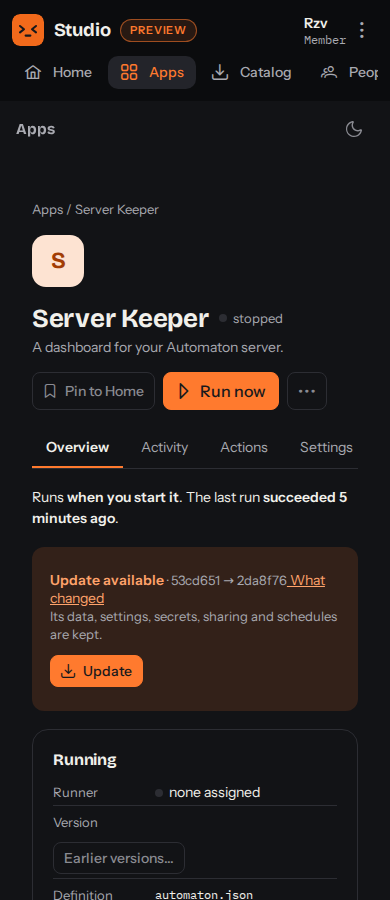 Studio PREVIEW
Rzv
Member
Home Apps Catalog Peop
Apps
Apps / Server Keeper
S
Server Keeper stopped
A dashboard for your Automaton server.
Pin to Home Run now
Overview Activity Actions Settings
Runs when you start it. The last run succeeded 5
minutes ago.
Update available · 53cd651 → 2da8f76 What
changed
Its data, settings, secrets, sharing and schedules
are kept.
Update
Running
Runner none assigned
Version
Earlier versions...
Definition automaton.json